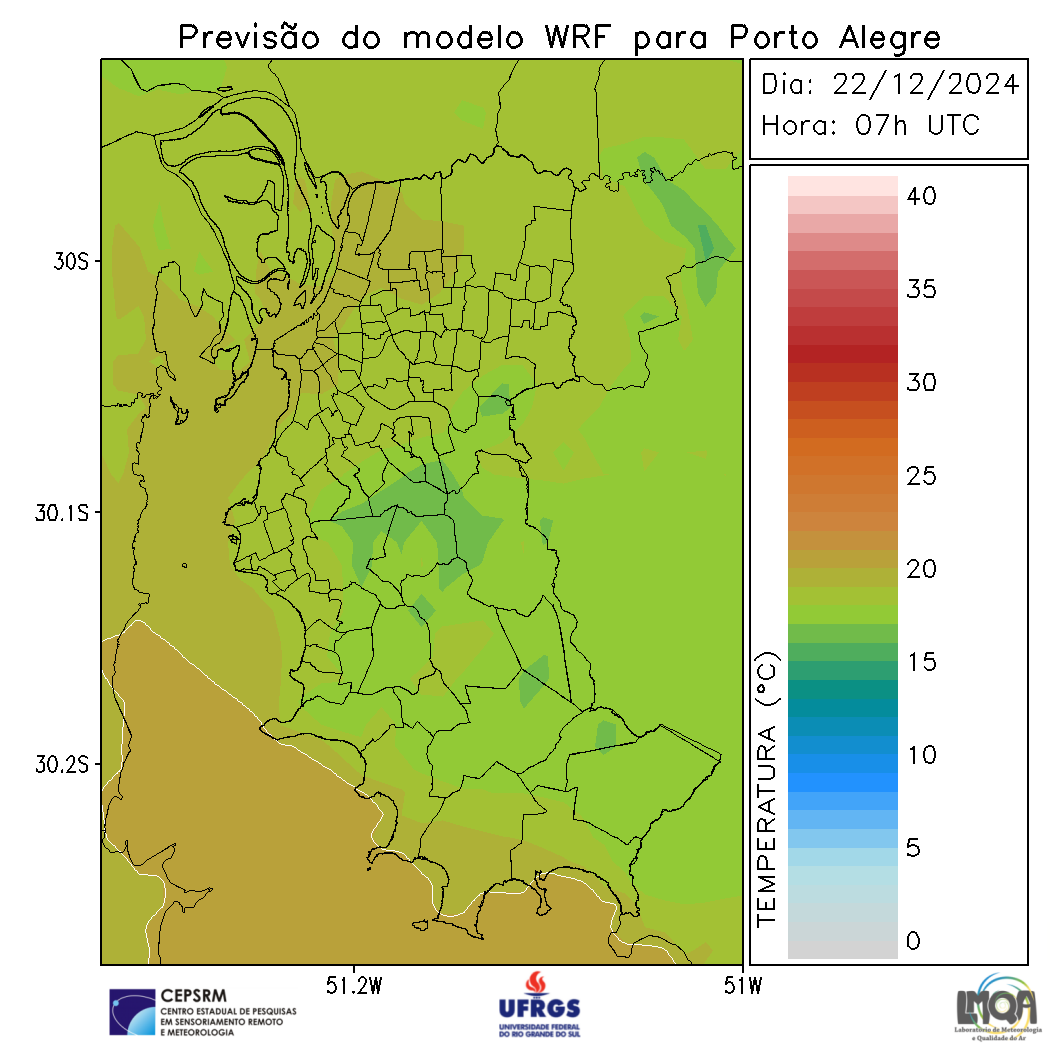 Previsão do modelo WRF para Porto Alegre
Dia: 22/12/2024
Hora: 07h UTC
30S
30.1S
30.2S
51.2W
51W
TEMPERATURA (°C)
40
35
30
25
20
15
10
5
0
CEPSRM
CENTRO ESTADUAL DE PESQUISAS
EM SENSORIAMENTO REMOTO
E METEOROLOGIA
UFRGS
UNIVERSIDADE FEDERAL
DO RIO GRANDE DO SUL
LMQA
Laboratório de Meteorologia
e Qualidade do Ar